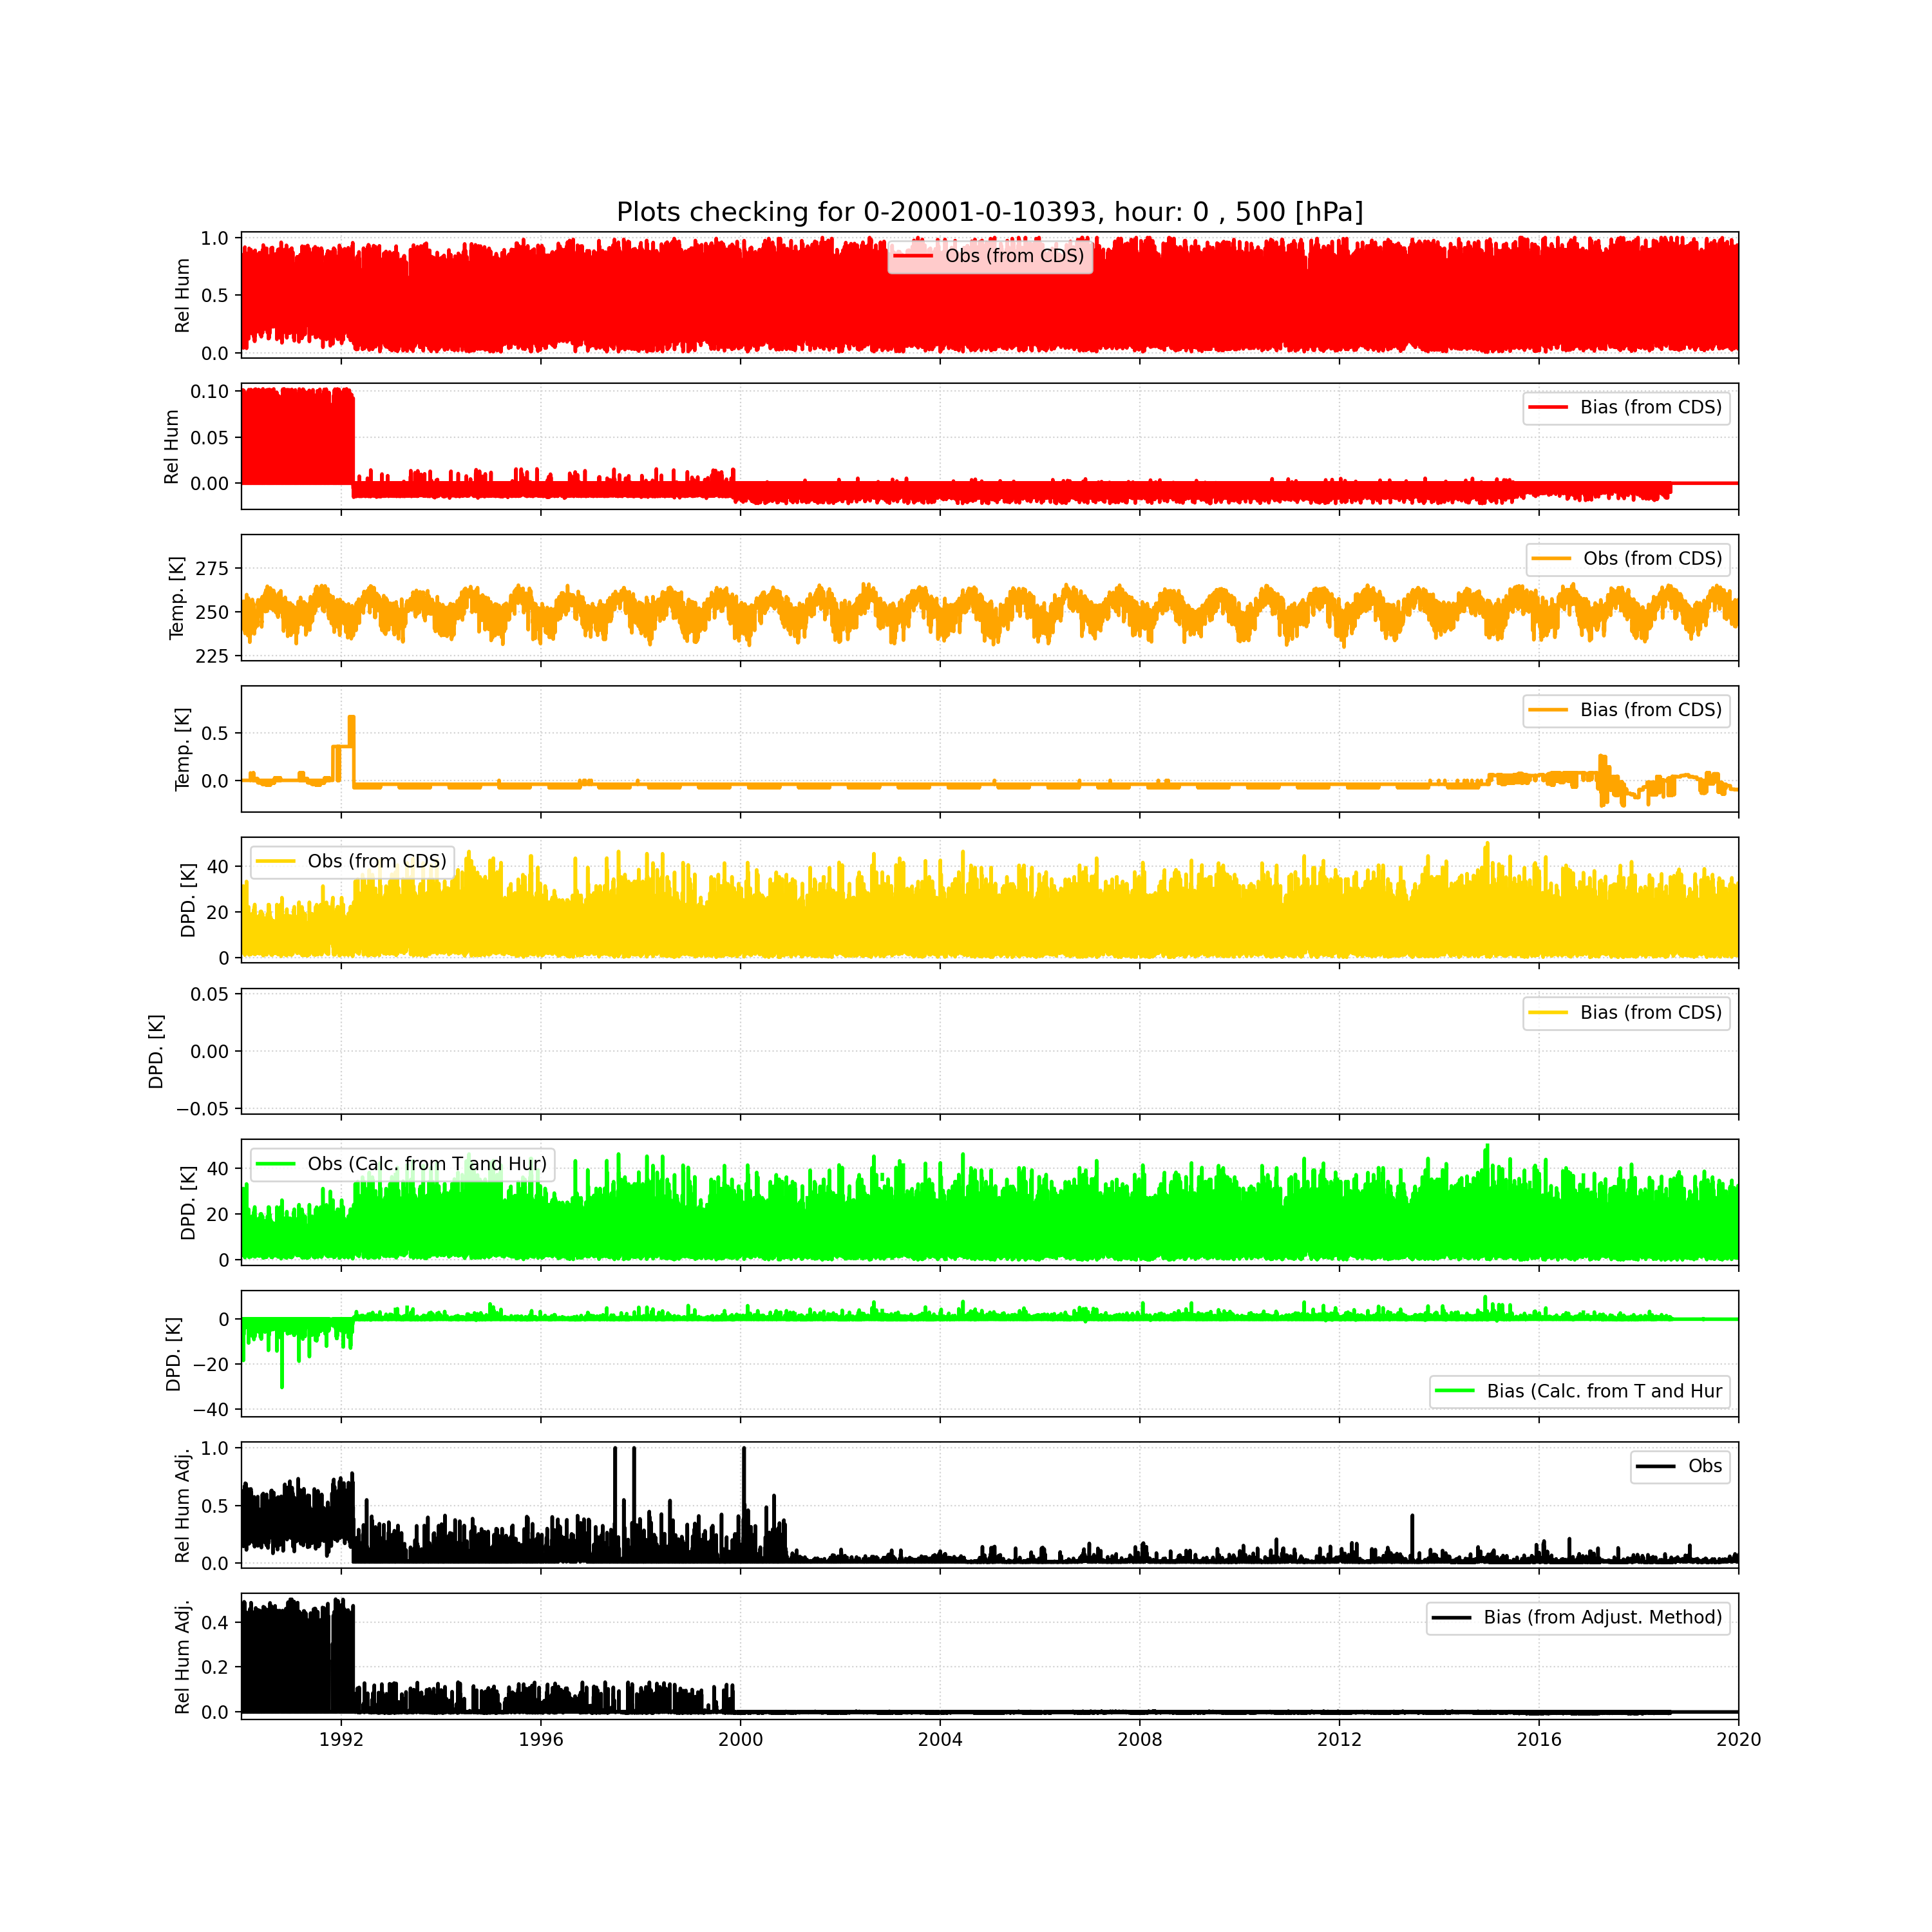 Plots checking for 0-20001-0-10393, hour: 0 , 500 [hPa]
1.0
0.5
0.0
Rel Hum
Obs (from CDS)
0.10
0.05
0.00
Rel Hum
Bias (from CDS)
275
250
225
Temp. [K]
Obs (from CDS)
0.5
0.0
Temp. [K]
Bias (from CDS)
40
20
0
DPD. [K]
Obs (from CDS)
0.05
0.00
−0.05
DPD. [K]
Bias (from CDS)
40
20
0
DPD. [K]
Obs (Calc. from T and Hur)
0
−20
−40
DPD. [K]
Bias (Calc. from T and Hur
1.0
0.5
0.0
Rel Hum Adj.
Obs
0.4
0.2
0.0
Rel Hum Adj.
Bias (from Adjust. Method)
1992 1996 2000 2004 2008 2012 2016 2020